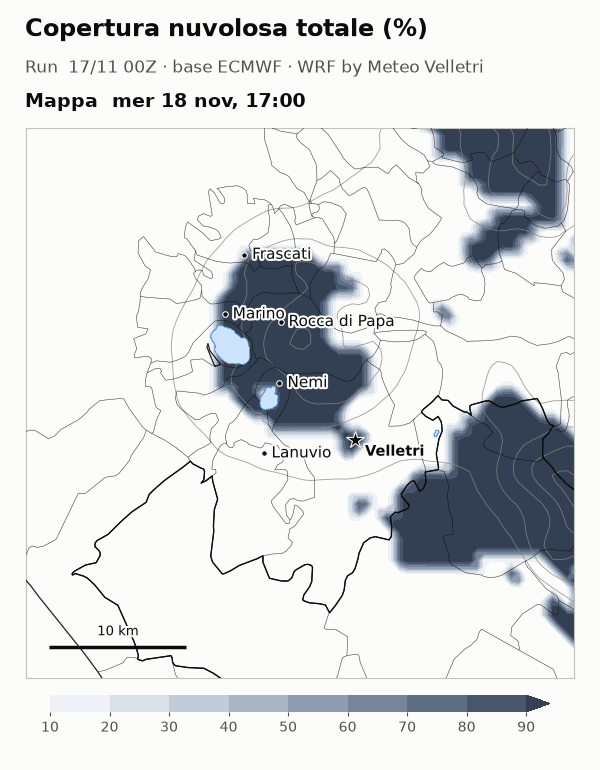 Copertura nuvolosa totale (%)
Run  17/11 00Z · base ECMWF · WRF by Meteo Velletri
Mappa  mer 18 nov, 17:00
Frascati
Marino
Rocca di Papa
Nemi
Velletri
Lanuvio
10 km
10 20 30 40 50 60 70 80 90